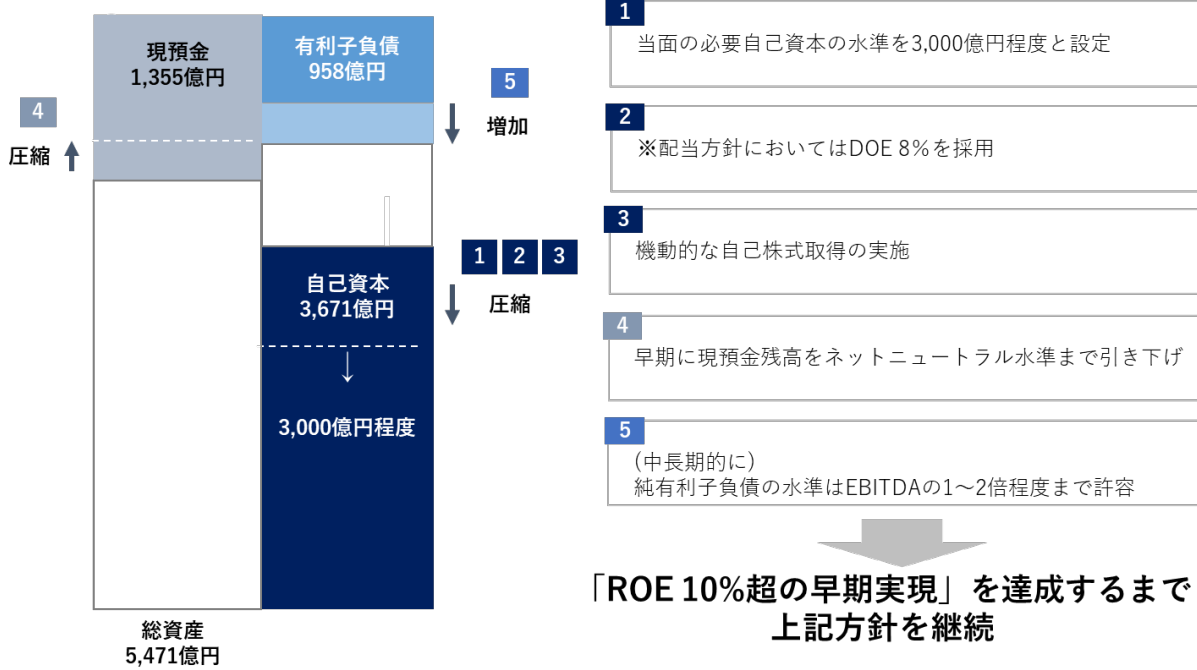 現預金
1,355億円
有利子負債
958億円
4
圧縮
5
増加
自己資本
3,671億円
3,000億円程度
1 2 3
圧縮
総資産
5,471億円
1
当面の必要自己資本の水準を3,000億円程度と設定
2
※配当方針においてはDOE 8%を採用
3
機動的な自己株式取得の実施
4
早期に現預金残高をネットニュートラル水準まで引き下げ
5
(中長期的に)
純有利子負債の水準はEBITDAの1～2倍程度まで許容
「ROE 10%超の早期実現」を達成するまで
上記方針を継続